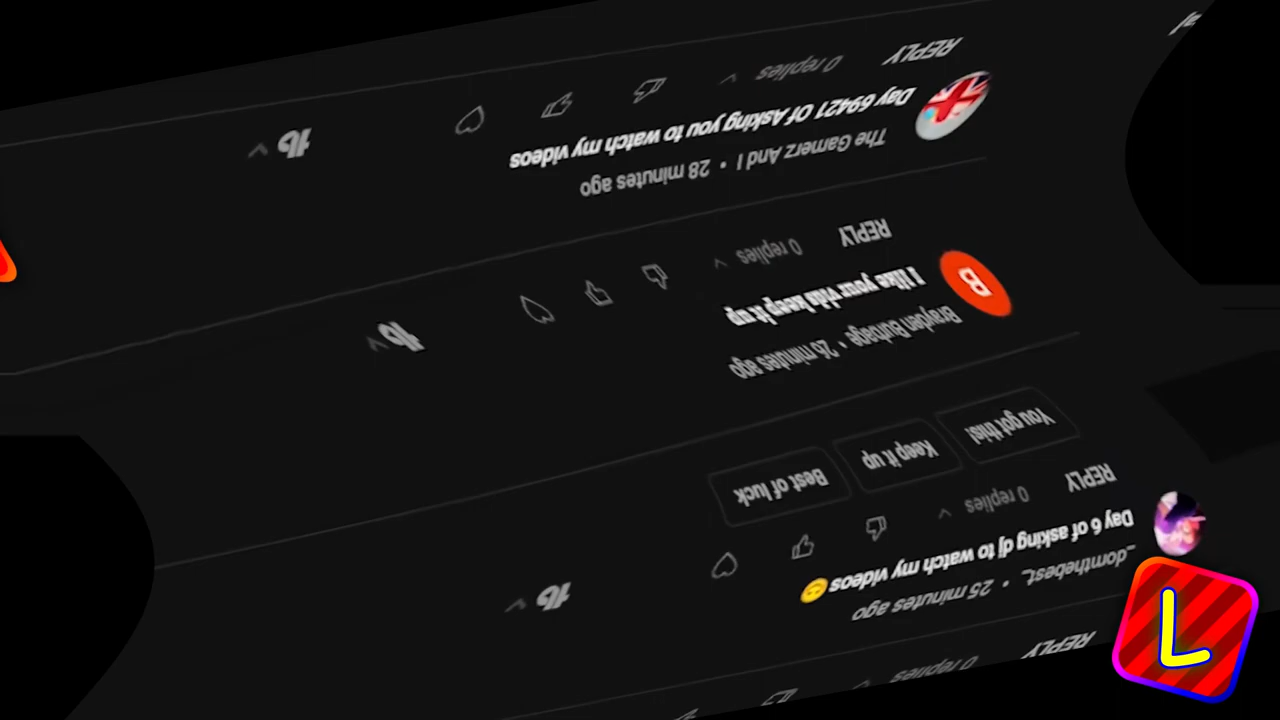 REPLY
0 replies
_domthebest_ • 25 minutes ago
Day 6 of asking dj to watch my videos🙃
0 replies
REPLY
You got this!
Keep it up
Best of luck
Brayden Burbage • 26 minutes ago
I like your vids keep it up
0 replies
REPLY
The Gamerz And I • 28 minutes ago
Day 69421 Of Asking you to watch my videos
0 replies
REPLY
L